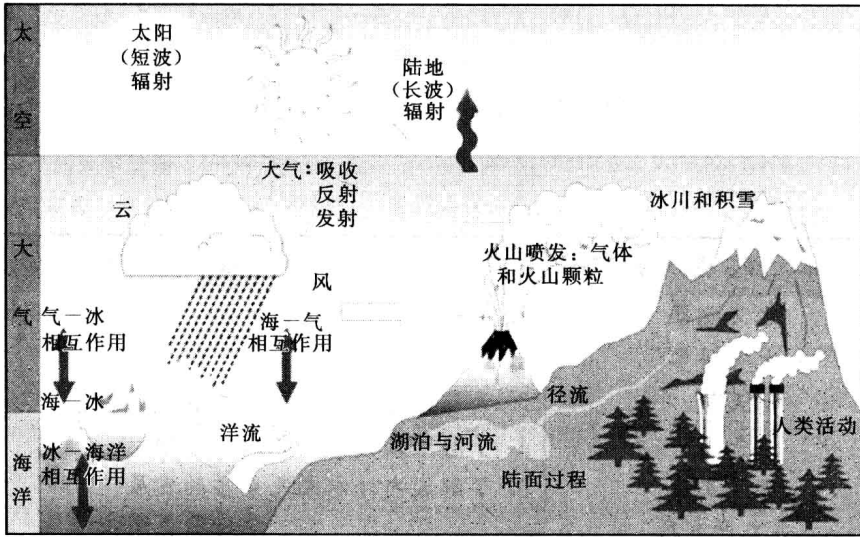 太
空
大
气
海
洋
太阳
（短波）
辐射
陆地
（长波）
辐射
大气：吸收
反射
发射
云
风
冰川和积雪
火山喷发：气体
和火山颗粒
气－冰
相互作用
海－气
相互作用
海－冰
冰－海洋
相互作用
洋流
径流
湖泊与河流
陆面过程
人类活动